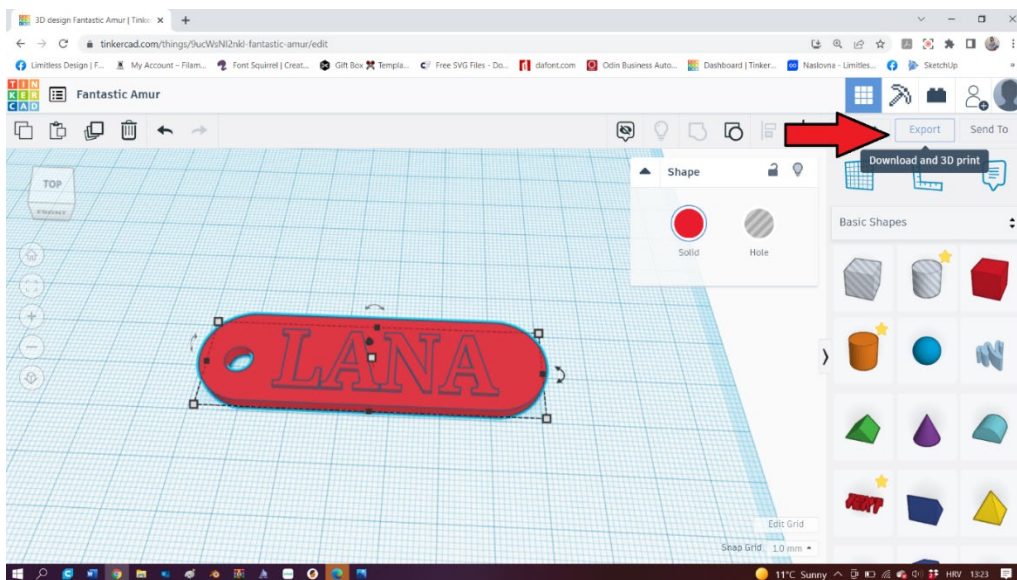 3D design Fantastic Amur | Tinke
tinkercad.com/things/9ucWsNl2nkl-fantastic-amur/edit
Limitless Design | F... My Account – Filam... Font Squirrel | Creat... Gift Box Templa... Free SVG Files - Do... dafont.com Odin Business Auto... Dashboard | Tinker... Naslovna - Limitles... SketchUp »
TIN
KER
CAD
Fantastic Amur
Export Send To
Download and 3D print
TOP
Shape
Solid Hole
Basic Shapes
LANA
TEXT
Edit Grid
Snap Grid 1.0 mm
11°C Sunny HRV 13:23